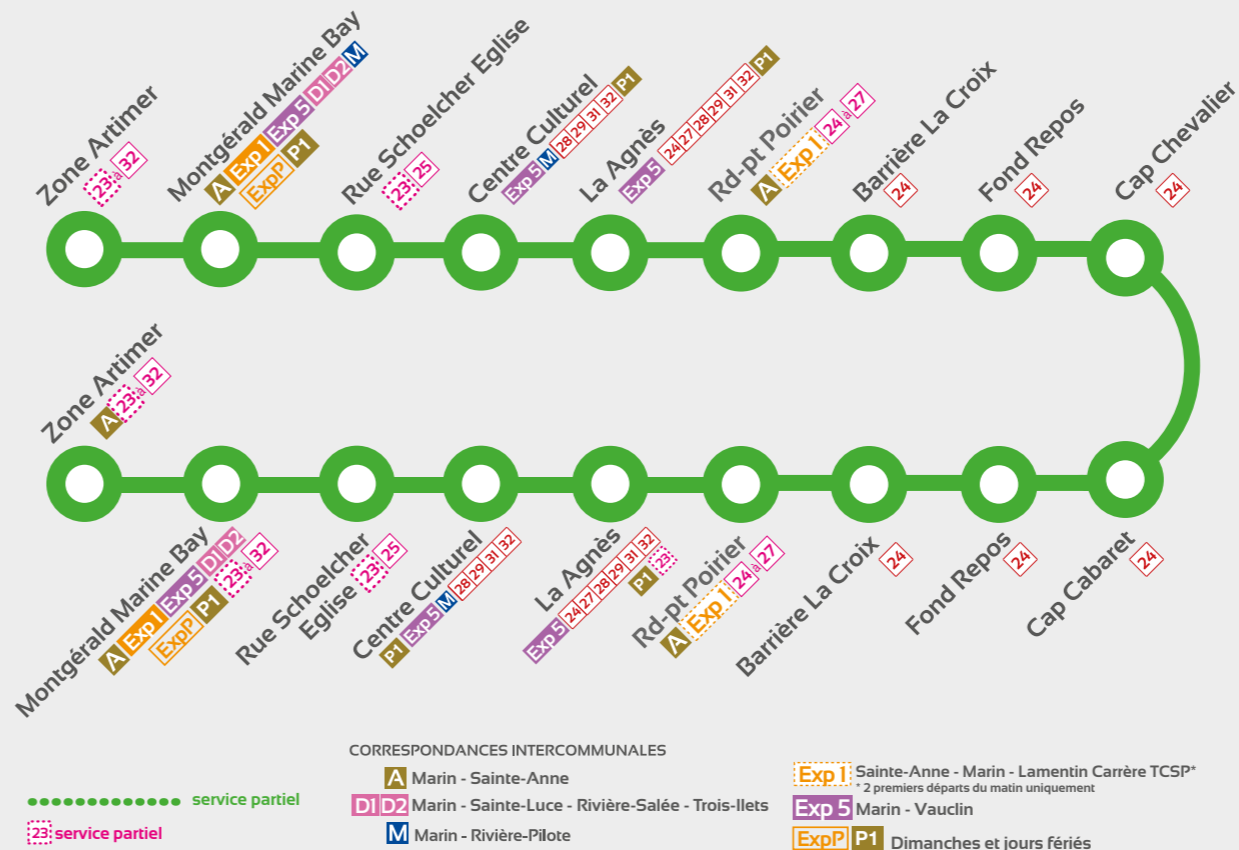 Zone Artimer
23 à 32
Montgérald Marine Bay
A Exp 1 Exp 5 D1 D2 M
ExpP P1
Rue Schoelcher Eglise
23 25
Centre Culturel
Exp 5 M 28 29 31 32 P1
La Agnès
Exp 5 24 27 28 29 31 32 P1
Rd-pt Poirier
A Exp 1 24 à 27
Barrière La Croix
24
Fond Repos
24
Cap Chevalier
24
Zone Artimer
A 23 à 32
Montgérald Marine Bay
A Exp 1 Exp 5 D1 D2
ExpP P1 23 à 32
Rue Schoelcher
Eglise 23 25
Centre Culturel
P1 Exp 5 M 28 29 31 32
La Agnès
Exp 5 24 27 28 29 31 32
P1 23
Rd-pt Poirier
A Exp 1 24 à 27
Barrière La Croix
24
Fond Repos
24
Cap Cabaret
24
service partiel
23 service partiel
CORRESPONDANCES INTERCOMMUNALES
A Marin - Sainte-Anne
D1 D2 Marin - Sainte-Luce - Rivière-Salée - Trois-Ilets
M Marin - Rivière-Pilote
Exp 1 Sainte-Anne - Marin - Lamentin Carrère TCSP*
* 2 premiers départs du matin uniquement
Exp 5 Marin - Vauclin
ExpP P1 Dimanches et jours fériés